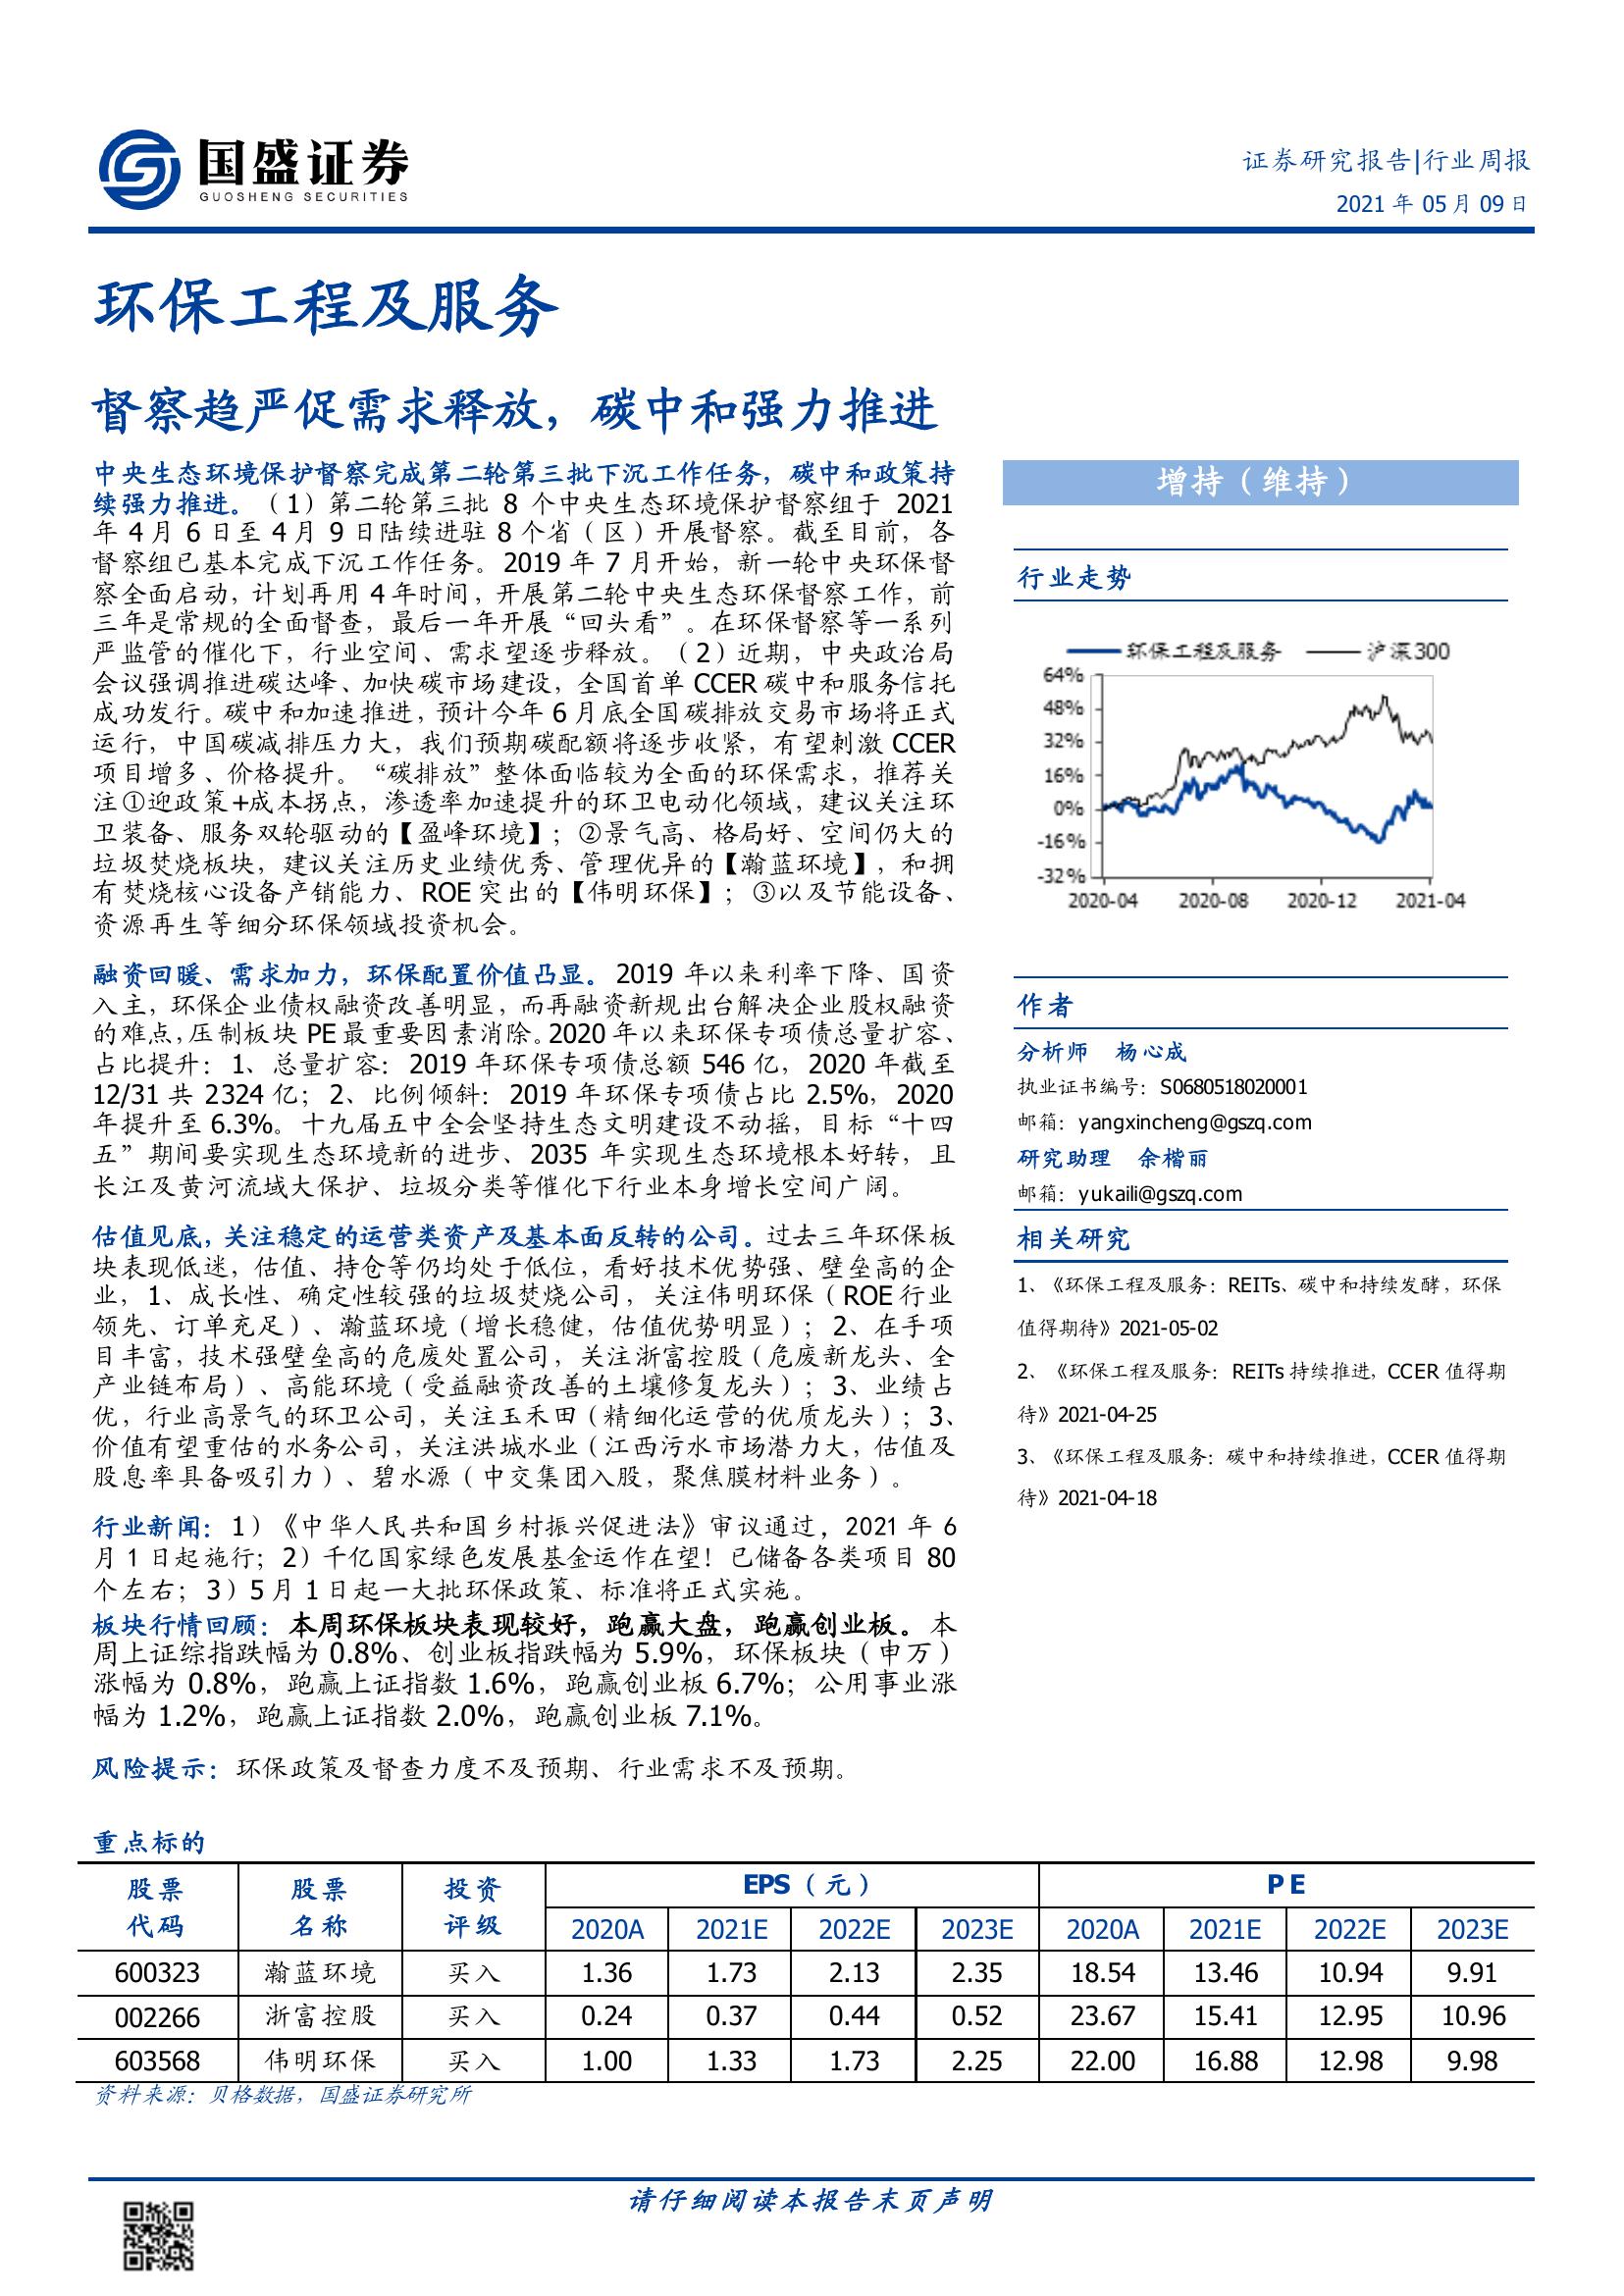 国盛证券
GUOSHENG SECURITIES
证券研究报告|行业周报
2021 年 05 月 09 日
环保工程及服务
督察趋严促需求释放，碳中和强力推进
中央生态环境保护督察完成第二轮第三批下沉工作任务，碳中和政策持
续强力推进。（1）第二轮第三批 8 个中央生态环境保护督察组于 2021
年 4 月 6 日至 4 月 9 日陆续进驻 8 个省（区）开展督察。截至目前，各
督察组已基本完成下沉工作任务。2019 年 7 月开始，新一轮中央环保督
察全面启动，计划再用 4 年时间，开展第二轮中央生态环保督察工作，前
三年是常规的全面督查，最后一年开展“回头看”。在环保督察等一系列
严监管的催化下，行业空间、需求望逐步释放。（2）近期，中央政治局
会议强调推进碳达峰、加快碳市场建设，全国首单 CCER 碳中和服务信托
成功发行。碳中和加速推进，预计今年 6 月底全国碳排放交易市场将正式
运行，中国碳减排压力大，我们预期碳配额将逐步收紧，有望刺激 CCER
项目增多、价格提升。“碳排放”整体面临较为全面的环保需求，推荐关
注①迎政策+成本拐点，渗透率加速提升的环卫电动化领域，建议关注环
卫装备、服务双轮驱动的【盈峰环境】；②景气高、格局好、空间仍大的
垃圾焚烧板块，建议关注历史业绩优秀、管理优异的【瀚蓝环境】，和拥
有焚烧核心设备产销能力、ROE 突出的【伟明环保】；③以及节能设备、
资源再生等细分环保领域投资机会。
融资回暖、需求加力，环保配置价值凸显。2019 年以来利率下降、国资
入主，环保企业债权融资改善明显，而再融资新规出台解决企业股权融资
的难点，压制板块 PE 最重要因素消除。2020 年以来环保专项债总量扩容、
占比提升：1、总量扩容：2019 年环保专项债总额 546 亿，2020 年截至
12/31 共 2324 亿；2、比例倾斜：2019 年环保专项债占比 2.5%，2020
年提升至 6.3%。十九届五中全会坚持生态文明建设不动摇，目标“十四
五”期间要实现生态环境新的进步、2035 年实现生态环境根本好转，且
长江及黄河流域大保护、垃圾分类等催化下行业本身增长空间广阔。
估值见底，关注稳定的运营类资产及基本面反转的公司。过去三年环保板
块表现低迷，估值、持仓等仍均处于低位，看好技术优势强、壁垒高的企
业，1、成长性、确定性较强的垃圾焚烧公司，关注伟明环保（ROE 行业
领先、订单充足）、瀚蓝环境（增长稳健，估值优势明显）；2、在手项
目丰富，技术强壁垒高的危废处置公司，关注浙富控股（危废新龙头、全
产业链布局）、高能环境（受益融资改善的土壤修复龙头）；3、业绩占
优，行业高景气的环卫公司，关注玉禾田（精细化运营的优质龙头）；3、
价值有望重估的水务公司，关注洪城水业（江西污水市场潜力大，估值及
股息率具备吸引力）、碧水源（中交集团入股，聚焦膜材料业务）。
行业新闻：1）《中华人民共和国乡村振兴促进法》审议通过，2021 年 6
月 1 日起施行；2）千亿国家绿色发展基金运作在望！已储备各类项目 80
个左右；3）5 月 1 日起一大批环保政策、标准将正式实施。
板块行情回顾：本周环保板块表现较好，跑赢大盘，跑赢创业板。本
周上证综指跌幅为 0.8%、创业板指跌幅为 5.9%，环保板块（申万）
涨幅为 0.8%，跑赢上证指数 1.6%，跑赢创业板 6.7%；公用事业涨
幅为 1.2%，跑赢上证指数 2.0%，跑赢创业板 7.1%。
风险提示：环保政策及督查力度不及预期、行业需求不及预期。
增持（维持）
行业走势
环保工程及服务 沪深300
64%
48%
32%
16%
0%
-16%
-32%
2020-04 2020-08 2020-12 2021-04
作者
分析师 杨心成
执业证书编号：S0680518020001
邮箱：yangxincheng@gszq.com
研究助理 余楷丽
邮箱：yukaili@gszq.com
相关研究
1、《环保工程及服务：REITs、碳中和持续发酵，环保
值得期待》2021-05-02
2、《环保工程及服务：REITs 持续推进，CCER 值得期
待》2021-04-25
3、《环保工程及服务：碳中和持续推进，CCER 值得期
待》2021-04-18
重点标的
股票 股票 投资 EPS（元） PE
代码 名称 评级 2020A 2021E 2022E 2023E 2020A 2021E 2022E 2023E
600323 瀚蓝环境 买入 1.36 1.73 2.13 2.35 18.54 13.46 10.94 9.91
002266 浙富控股 买入 0.24 0.37 0.44 0.52 23.67 15.41 12.95 10.96
603568 伟明环保 买入 1.00 1.33 1.73 2.25 22.00 16.88 12.98 9.98
资料来源：贝格数据，国盛证券研究所
请仔细阅读本报告末页声明